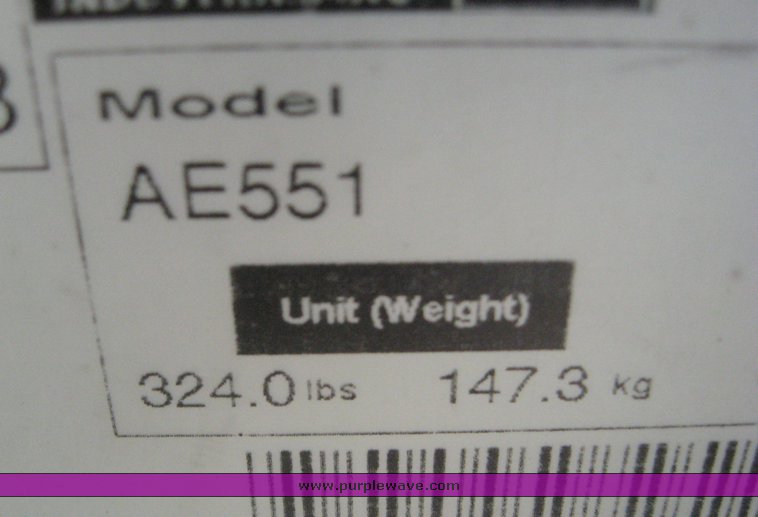 Model
AE551
Unit (Weight)
324.0 lbs 147.3 kg
www.purplewave.com